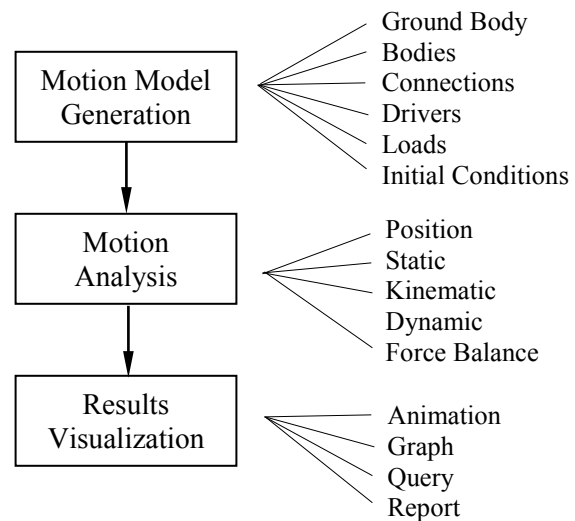 Motion Model
Generation
Ground Body
Bodies
Connections
Drivers
Loads
Initial Conditions
Motion
Analysis
Position
Static
Kinematic
Dynamic
Force Balance
Results
Visualization
Animation
Graph
Query
Report